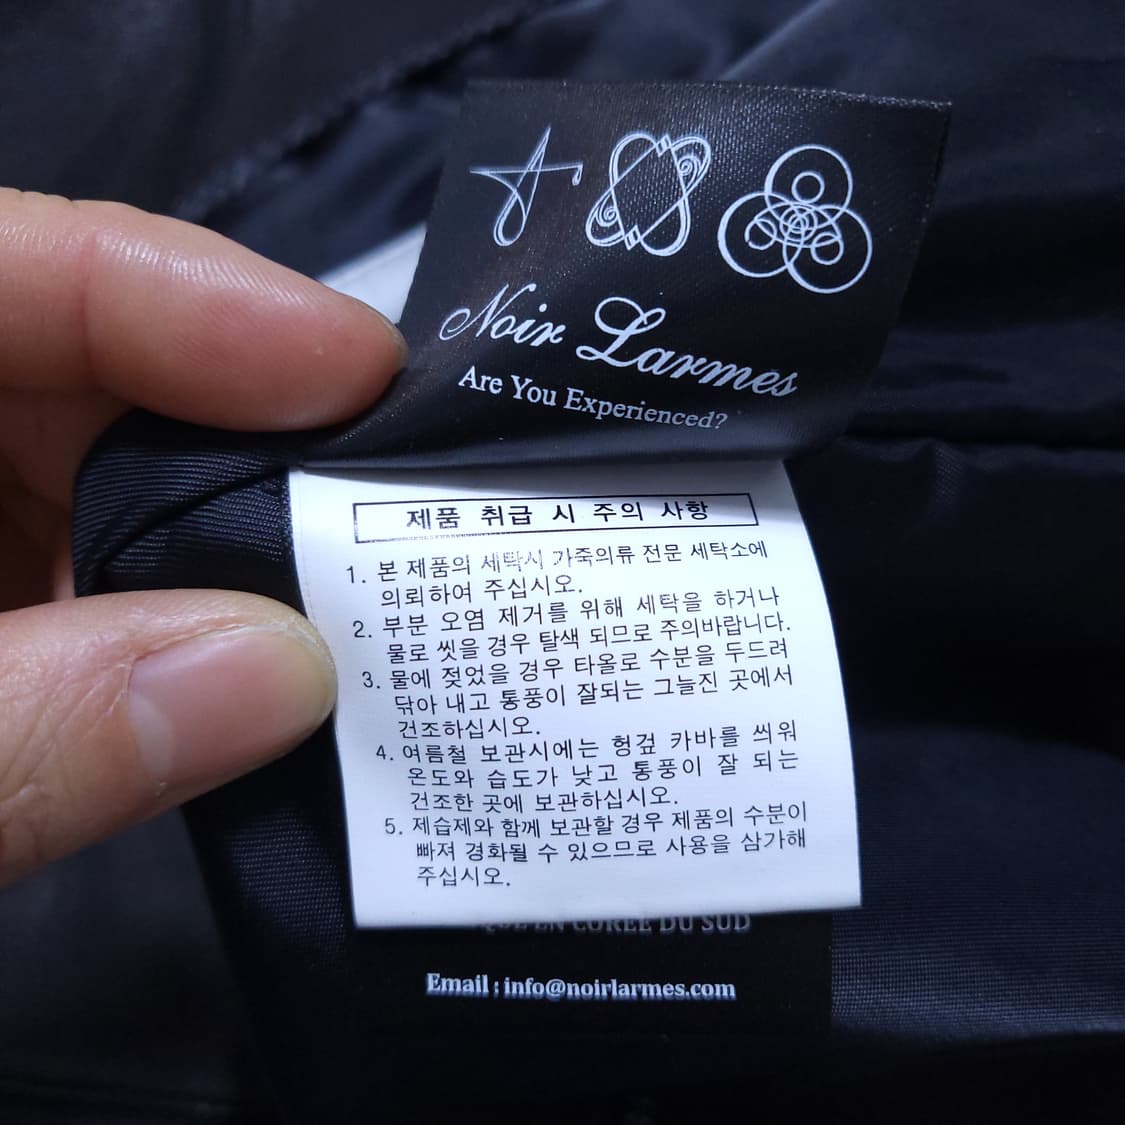 Noir Larmes
Are You Experienced?
제품 취급 시 주의 사항
1. 본 제품의 세탁시 가죽의류 전문 세탁소에
의뢰하여 주십시오.
2. 부분 오염 제거를 위해 세탁을 하거나
물로 씻을 경우 탈색 되므로 주의바랍니다.
3. 물에 젖었을 경우 타올로 수분을 두드려
닦아 내고 통풍이 잘되는 그늘진 곳에서
건조하십시오.
4. 여름철 보관시에는 헝겊 카바를 씌워
온도와 습도가 낮고 통풍이 잘 되는
건조한 곳에 보관하십시오.
5. 제습제와 함께 보관할 경우 제품의 수분이
빠져 경화될 수 있으므로 사용을 삼가해
주십시오.
EN COREE DU SUD
Email : info@noirlarmes.com